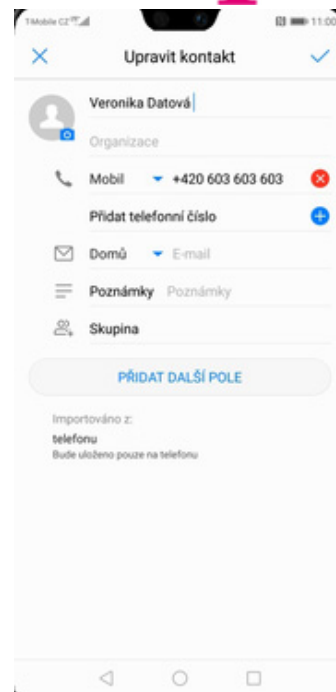 T-Mobile CZ 11:00
Upravit kontakt
Veronika Datová
Organizace
Mobil +420 603 603 603
Přidat telefonní číslo
Domů E-mail
Poznámky Poznámky
Skupina
PŘIDAT DALŠÍ POLE
Importováno z:
telefonu
Bude uloženo pouze na telefonu